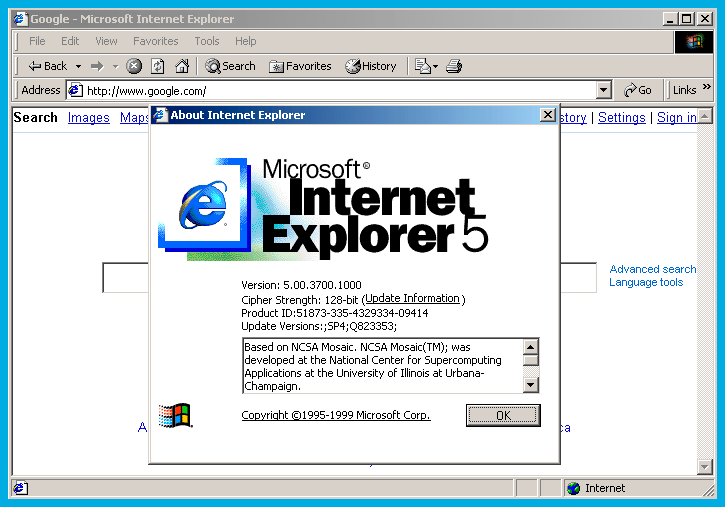 Google - Microsoft Internet Explorer
File Edit View Favorites Tools Help
Back Search Favorites History
Address http://www.google.com/ Go Links »
Search Images Maps story | Settings | Sign in
About Internet Explorer
Microsoft®
Internet
Explorer 5
Advanced search
Language tools
Version: 5.00.3700.1000
Cipher Strength: 128-bit (Update Information )
Product ID:51873-335-4329334-09414
Update Versions:;SP4;Q823353;
Based on NCSA Mosaic. NCSA Mosaic(TM); was
developed at the National Center for Supercomputing
Applications at the University of Illinois at Urbana-
Champaign.
Copyright ©1995-1999 Microsoft Corp. OK
A ca
Internet